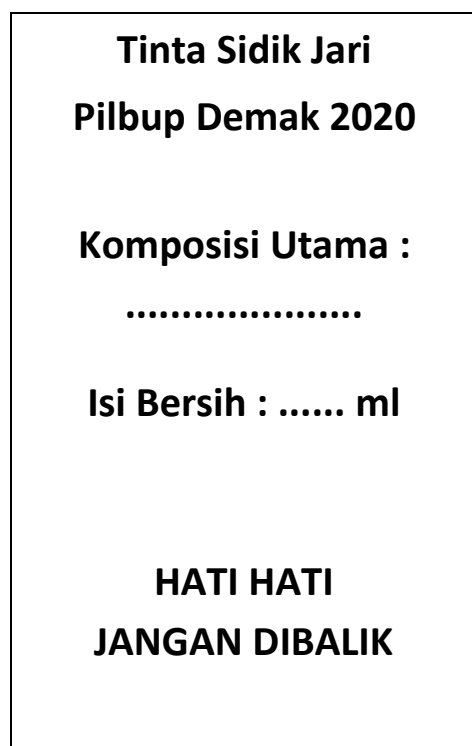 Tinta Sidik Jari
Pilbup Demak 2020
Komposisi Utama :
.....................
Isi Bersih : ...... ml
HATI HATI
JANGAN DIBALIK